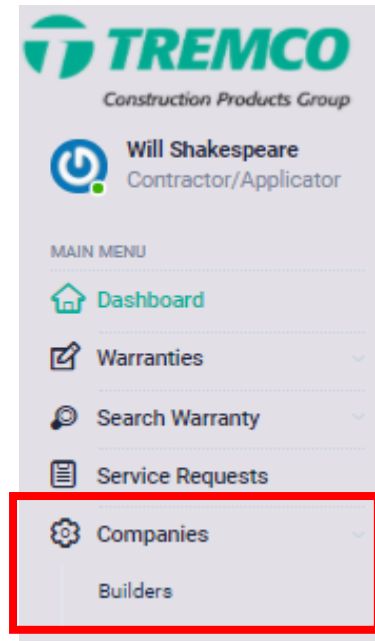 TREMCO
Construction Products Group
Will Shakespeare
Contractor/Applicator
MAIN MENU
Dashboard
Warranties
Search Warranty
Service Requests
Companies
Builders